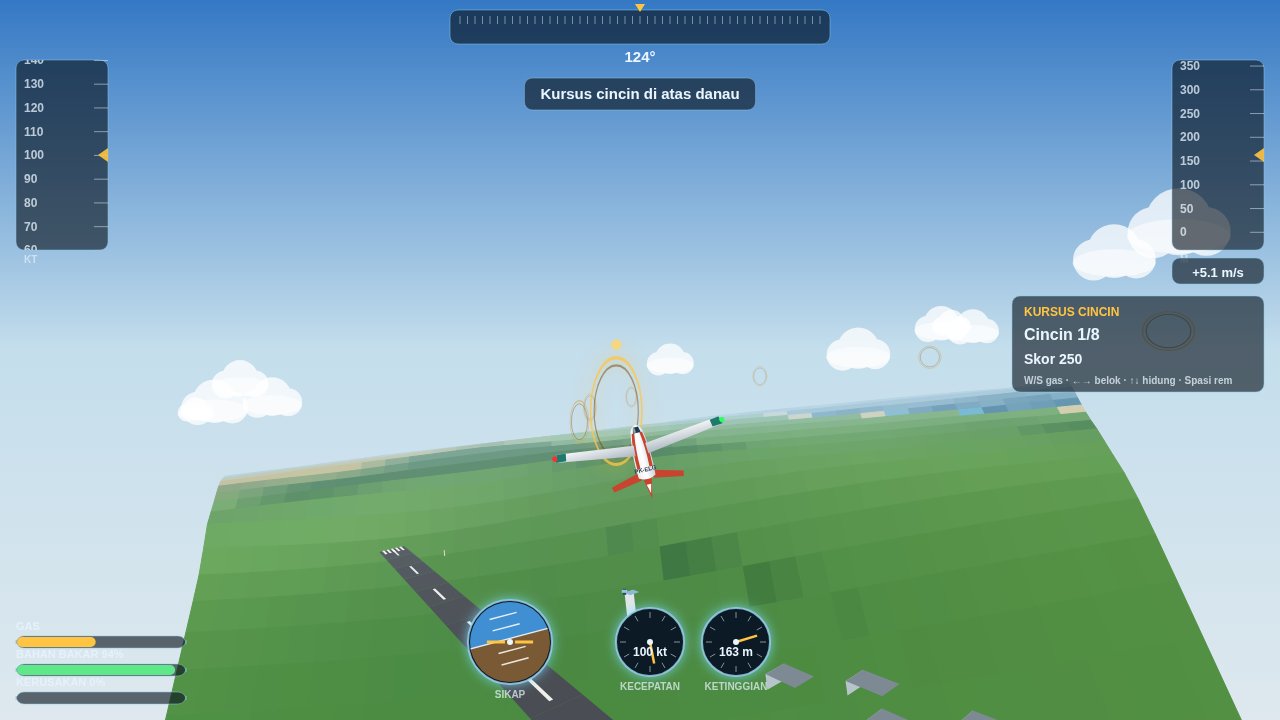 124°
Kursus cincin di atas danau
140
130
120
110
100
90
80
70
60
KT
350
300
250
200
150
100
50
0
+5.1 m/s
KURSUS CINCIN
Cincin 1/8
Skor 250
W/S gas · ←→ belok · ↑↓ hidung · Spasi rem
GAS
BAHAN BAKAR 94%
KERUSAKAN 0%
SIKAP
100 kt
KECEPATAN
163 m
KETINGGIAN